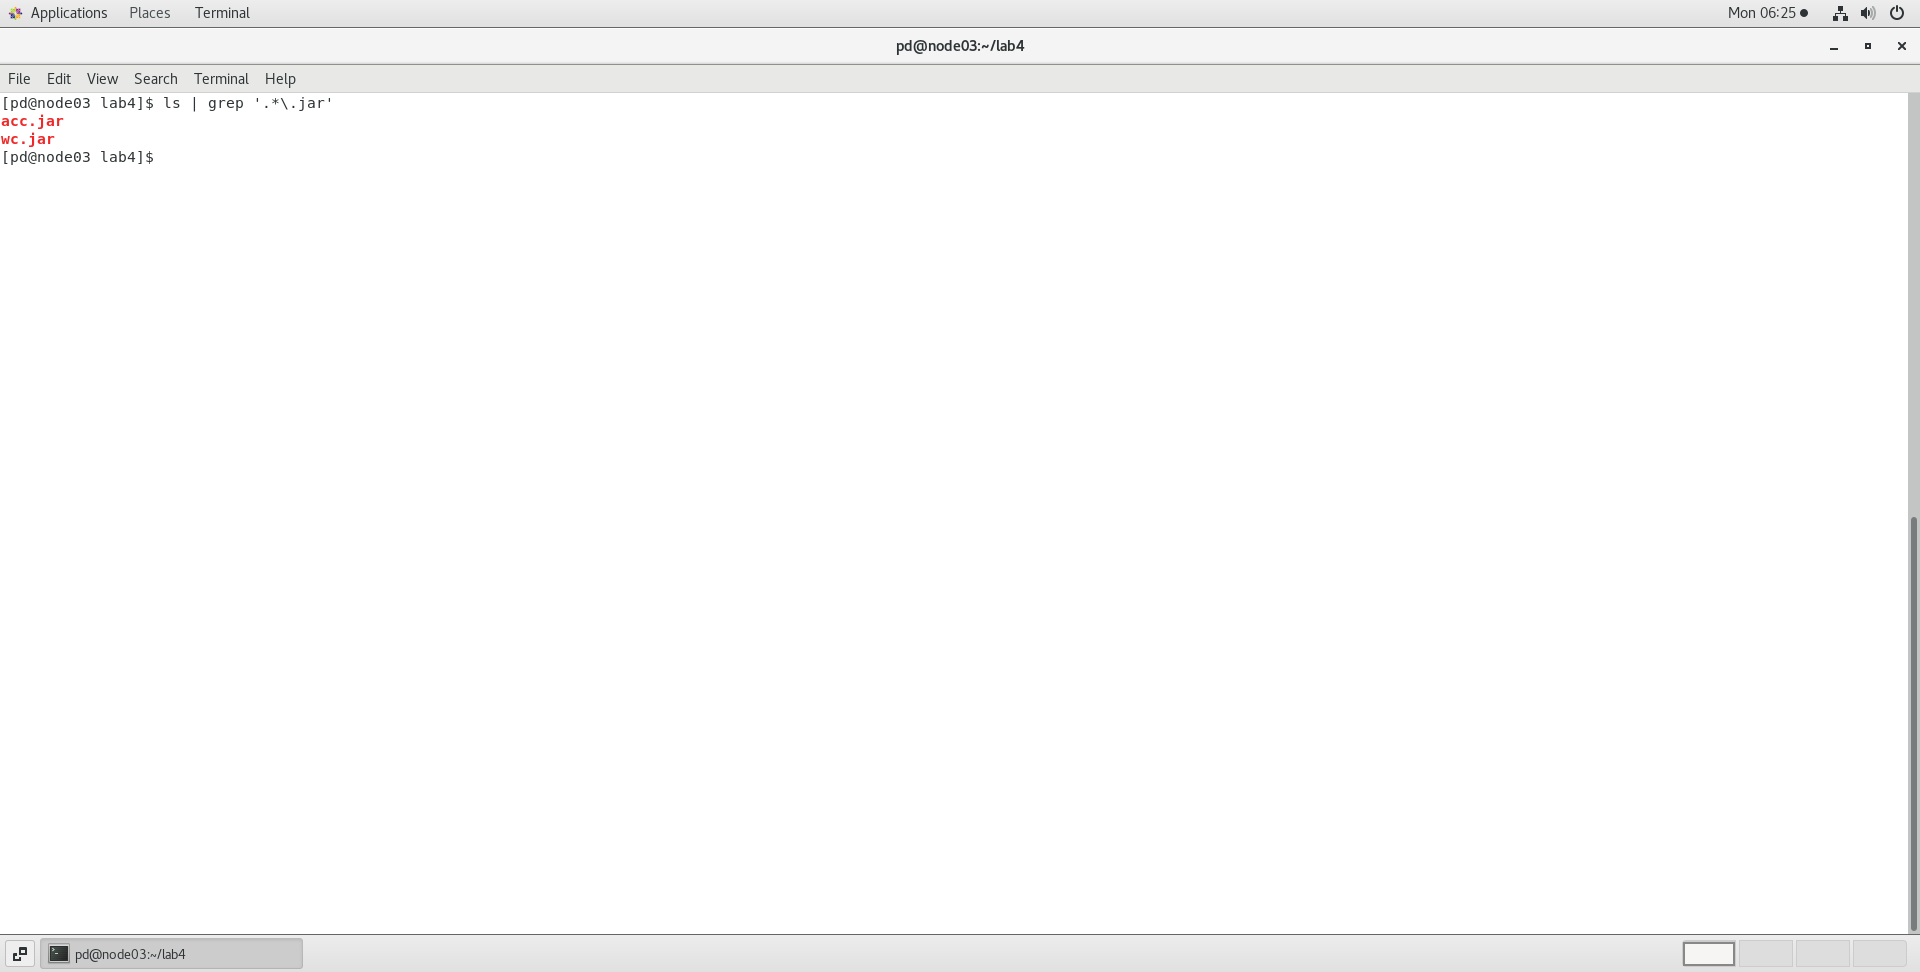 Applications Places Terminal Mon 06:25
pd@node03:~/lab4
File Edit View Search Terminal Help
[pd@node03 lab4]$ ls | grep '.*\.jar'
acc.jar
wc.jar
[pd@node03 lab4]$
pd@node03:~/lab4